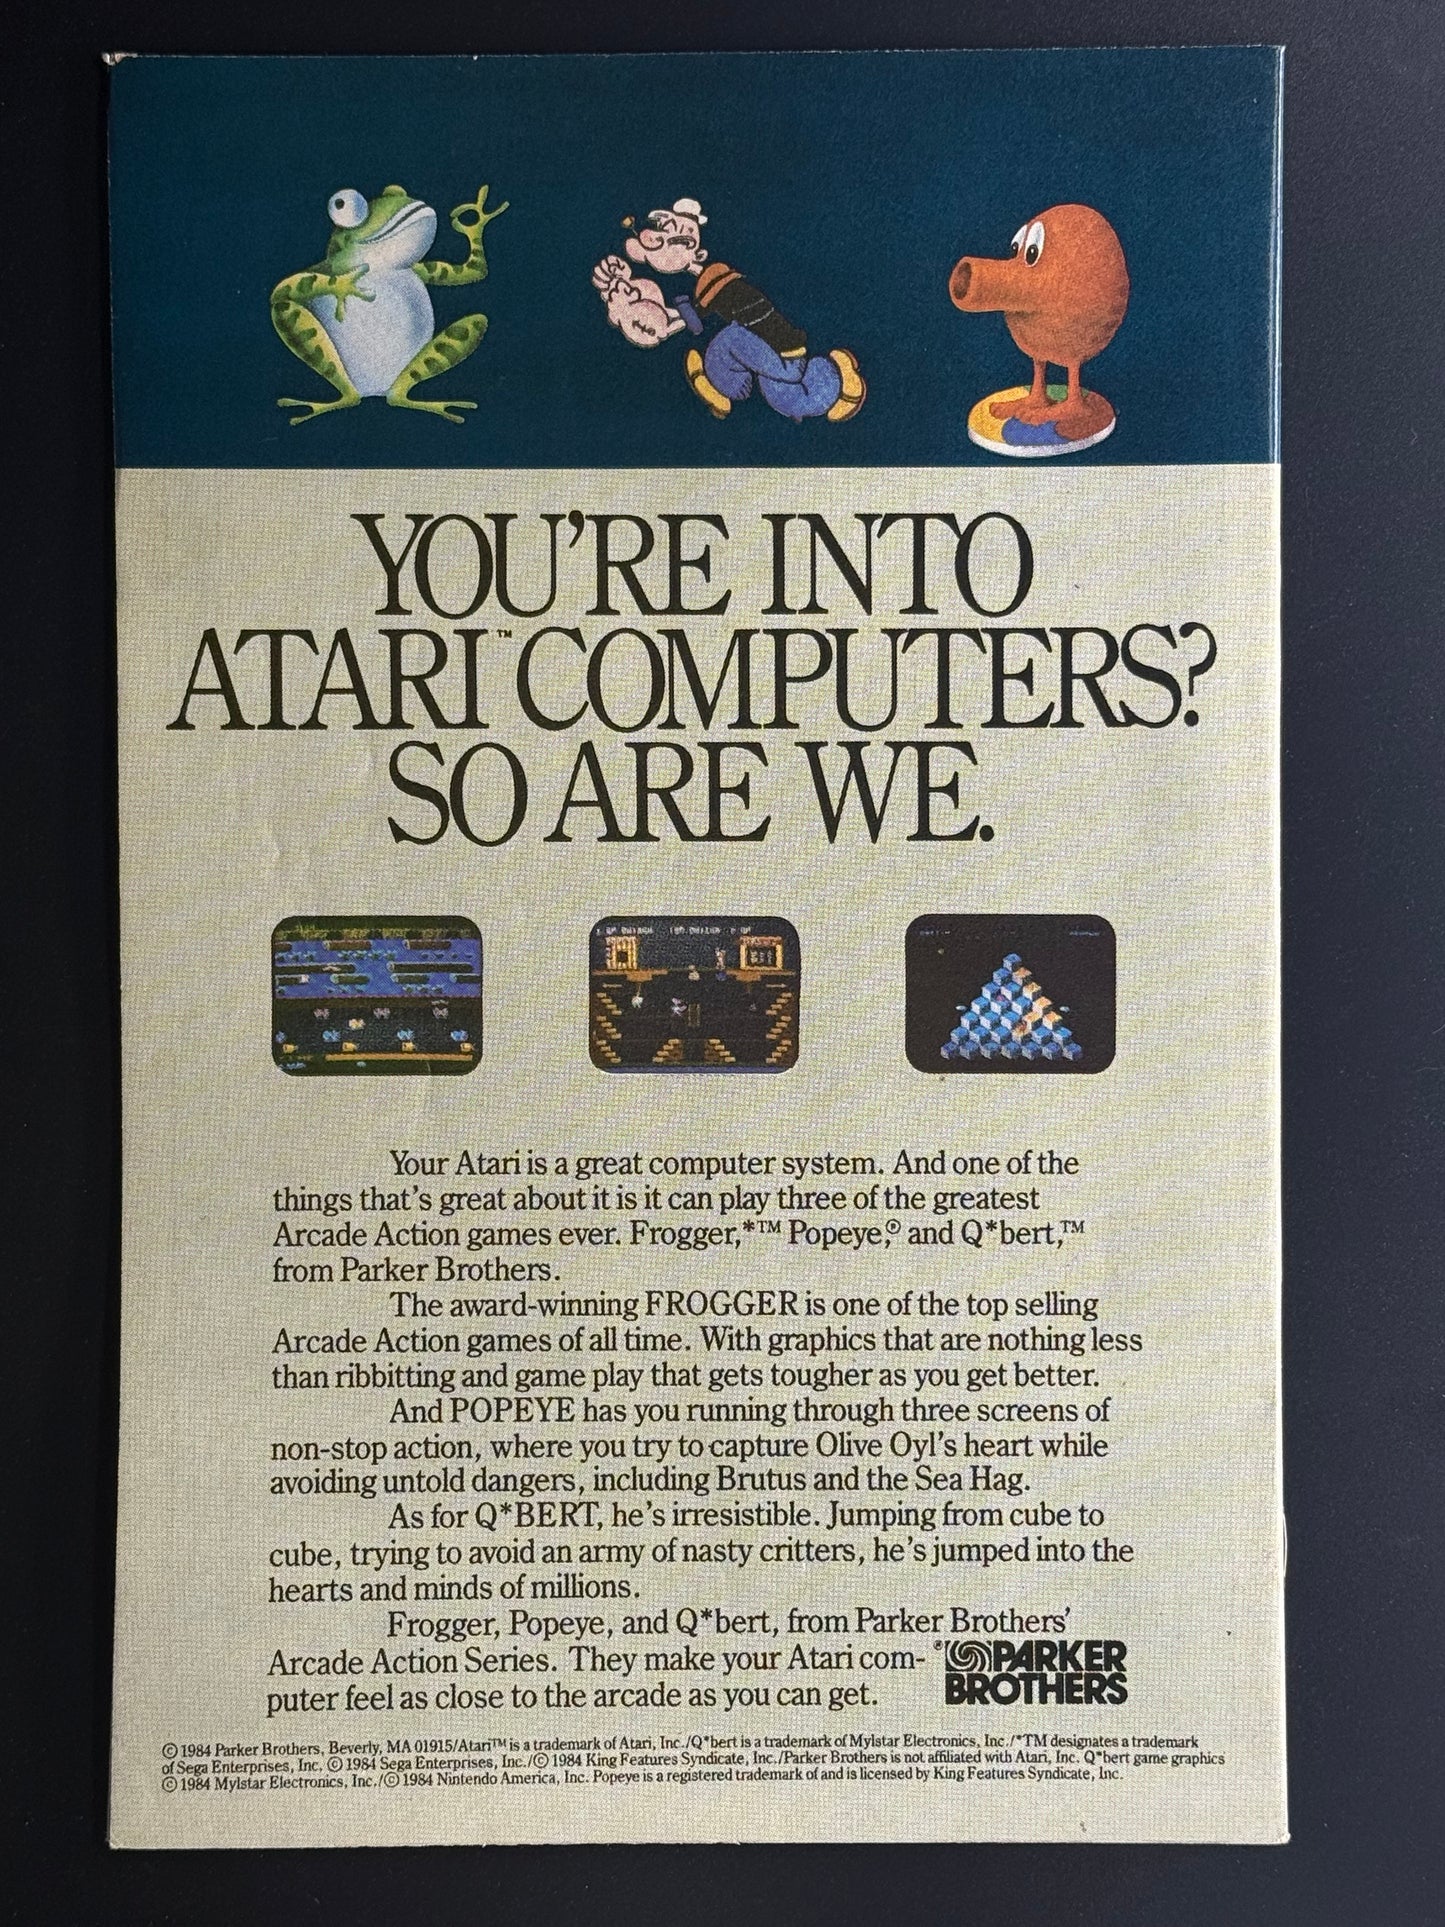 YOU'RE INTO
ATARI™ COMPUTERS?
SO ARE WE.
Your Atari is a great computer system. And one of the
things that's great about it is it can play three of the greatest
Arcade Action games ever. Frogger,*™ Popeye,® and Q*bert,™
from Parker Brothers.
The award-winning FROGGER is one of the top selling
Arcade Action games of all time. With graphics that are nothing less
than ribbitting and game play that gets tougher as you get better.
And POPEYE has you running through three screens of
non-stop action, where you try to capture Olive Oyl's heart while
avoiding untold dangers, including Brutus and the Sea Hag.
As for Q*BERT, he's irresistible. Jumping from cube to
cube, trying to avoid an army of nasty critters, he's jumped into the
hearts and minds of millions.
Frogger, Popeye, and Q*bert, from Parker Brothers'
Arcade Action Series. They make your Atari com-
puter feel as close to the arcade as you can get.
® PARKER
BROTHERS
© 1984 Parker Brothers, Beverly, MA 01915/Atari™ is a trademark of Atari, Inc./Q*bert is a trademark of Mylstar Electronics, Inc./*TM designates a trademark
of Sega Enterprises, Inc. © 1984 Sega Enterprises, Inc./© 1984 King Features Syndicate, Inc./Parker Brothers is not affiliated with Atari, Inc. Q*bert game graphics
© 1984 Mylstar Electronics, Inc./© 1984 Nintendo America, Inc. Popeye is a registered trademark of and is licensed by King Features Syndicate, Inc.